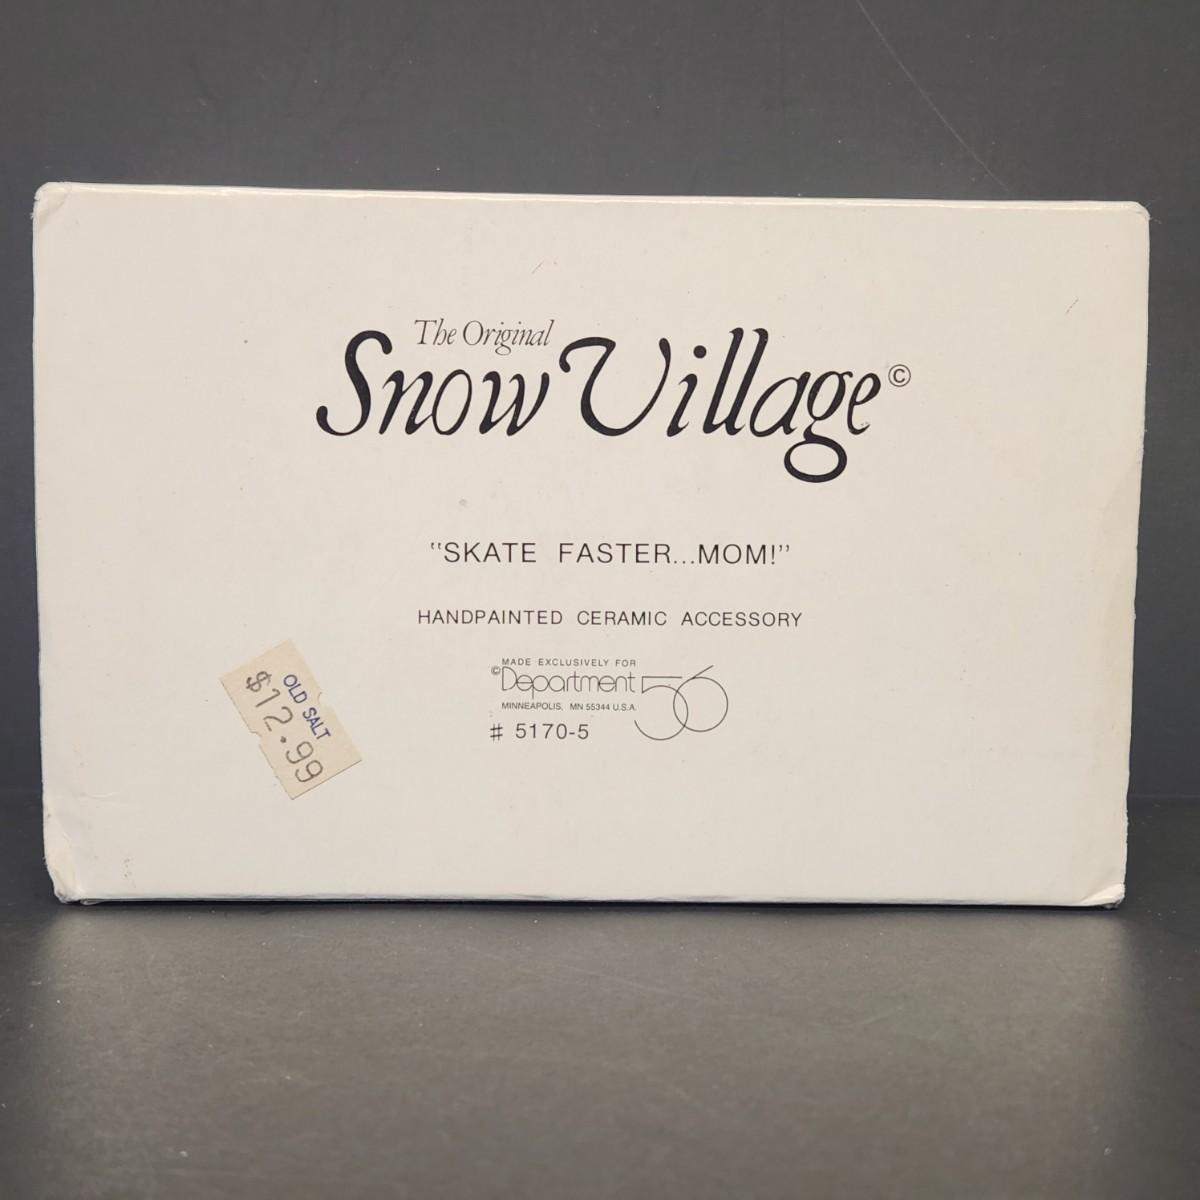 The Original
Snow Village©
"SKATE FASTER...MOM!"
HANDPAINTED CERAMIC ACCESSORY
MADE EXCLUSIVELY FOR
©Department 56
MINNEAPOLIS, MN 55344 U.S.A.
# 5170-5
OLD SALT
$12.99